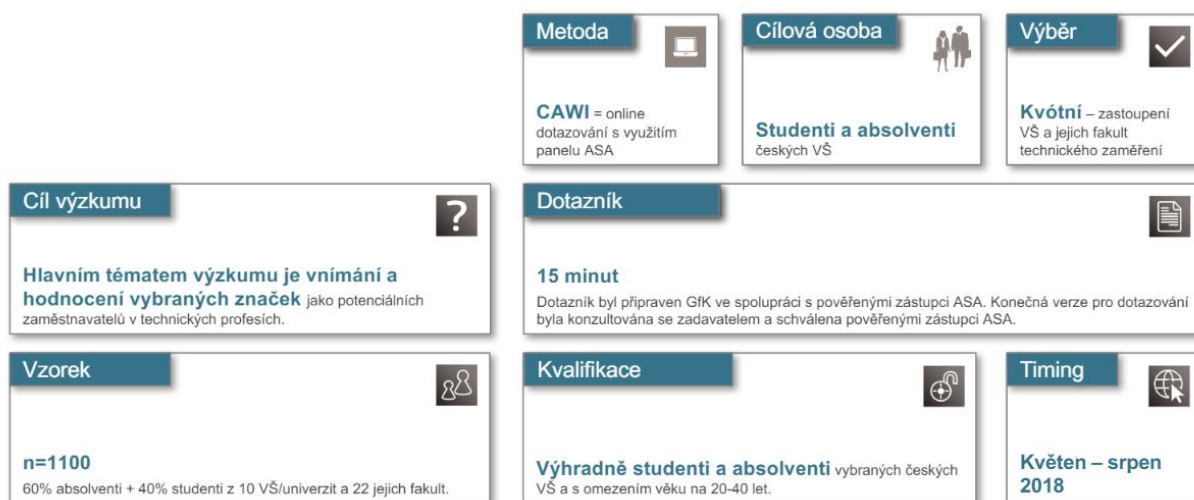 Metoda
CAWI = online
dotazování s využitím
panelu ASA
Cílová osoba
Studenti a absolventi
českých VŠ
Výběr
Kvótní – zastoupení
VŠ a jejich fakult
technického zaměření
Cíl výzkumu
?
Hlavním tématem výzkumu je vnímání a
hodnocení vybraných značek jako potenciálních
zaměstnavatelů v technických profesích.
Dotazník
15 minut
Dotazník byl připraven GfK ve spolupráci s pověřenými zástupci ASA. Konečná verze pro dotazování
byla konzultována se zadavatelem a schválena pověřenými zástupci ASA.
Vzorek
n=1100
60% absolventi + 40% studenti z 10 VŠ/univerzit a 22 jejich fakult.
Kvalifikace
Výhradně studenti a absolventi vybraných českých
VŠ a s omezením věku na 20-40 let.
Timing
Květen – srpen
2018